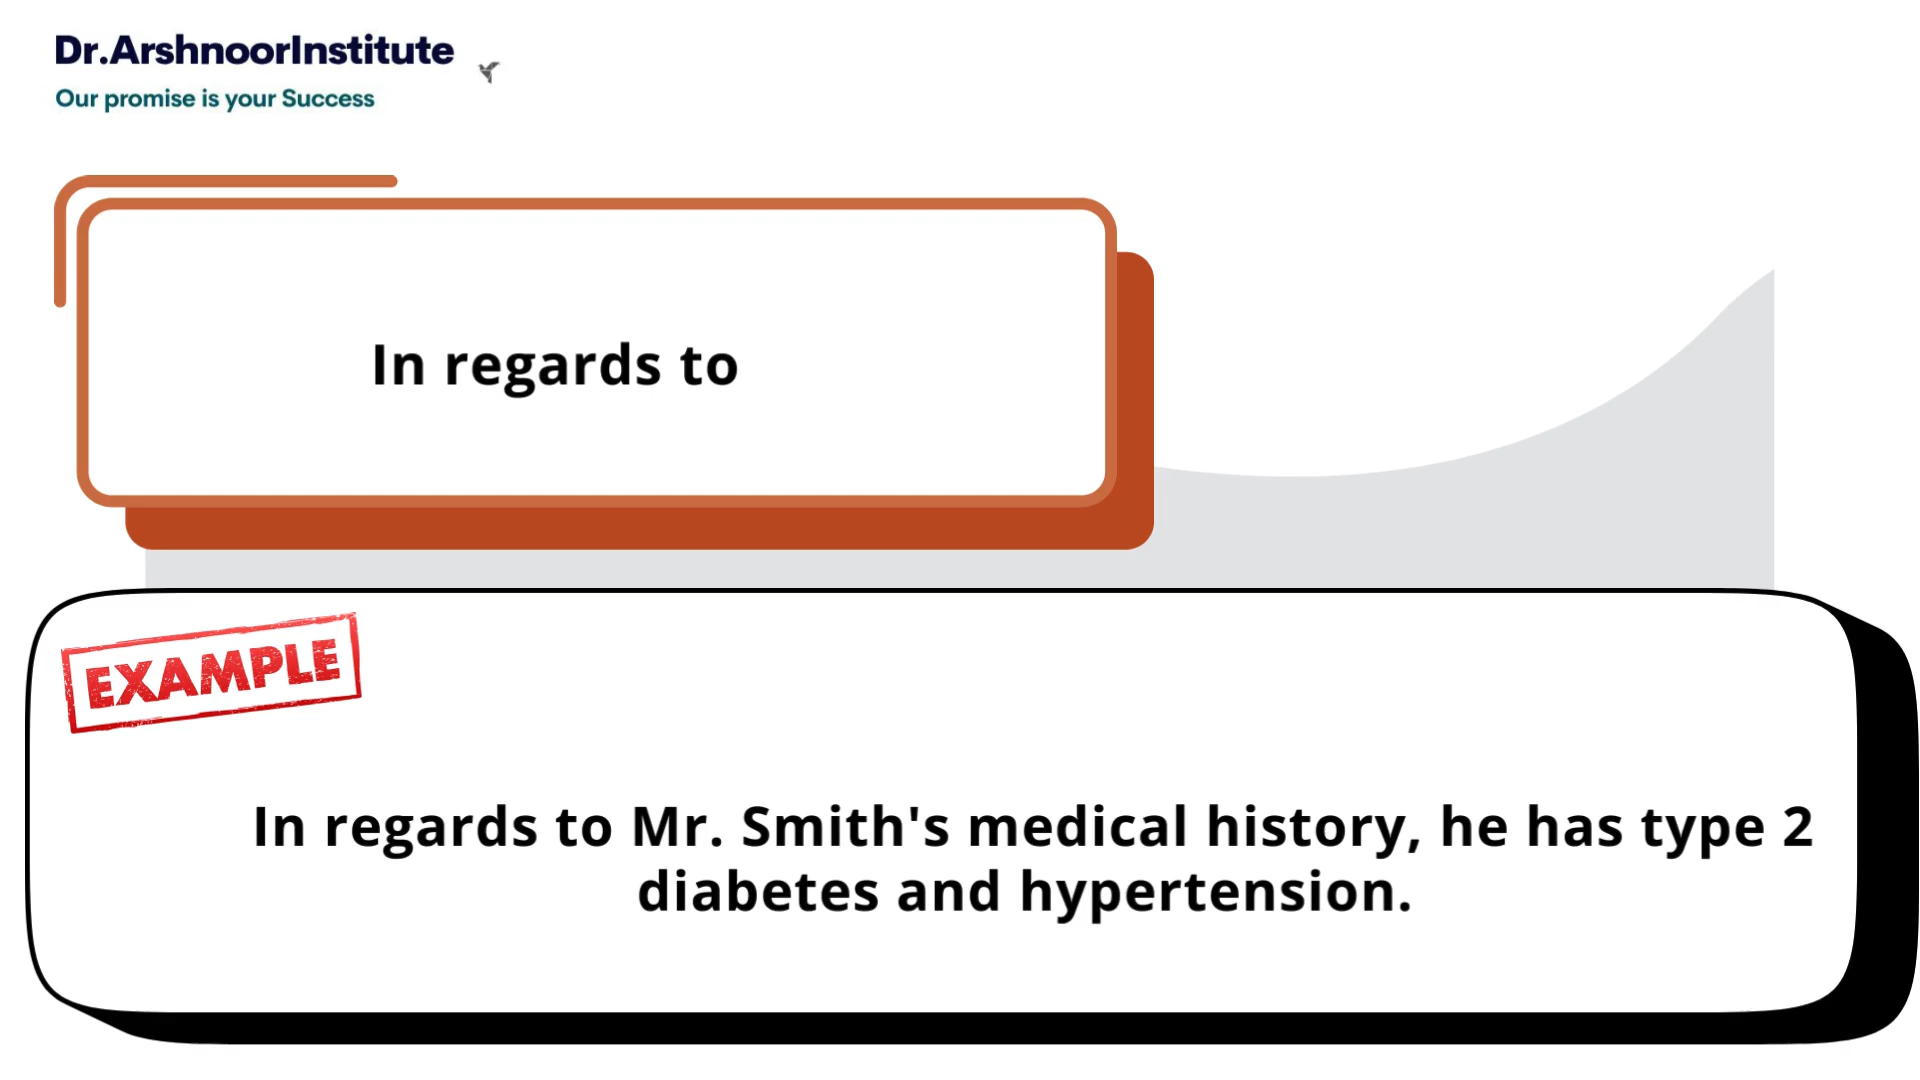 Dr.ArshnoorInstitute
Our promise is your Success
In regards to
EXAMPLE
In regards to Mr. Smith's medical history, he has type 2
diabetes and hypertension.